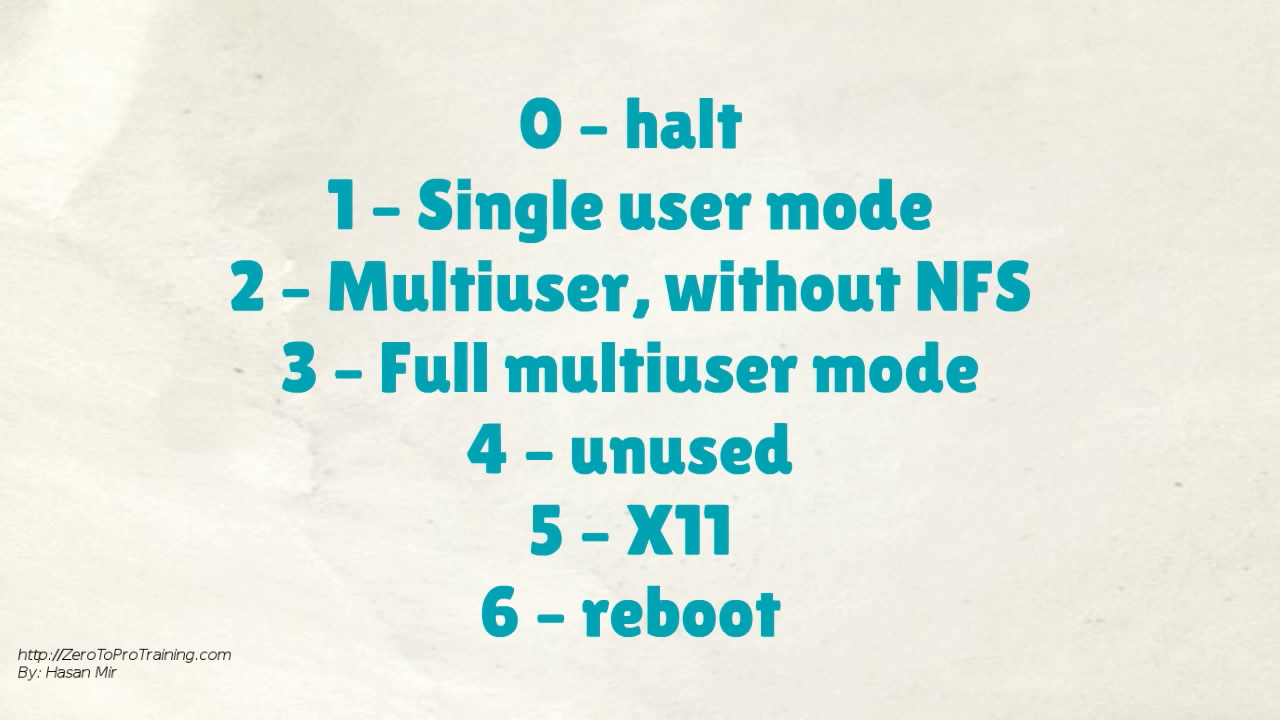 0 - halt
1 - Single user mode
2 - Multiuser, without NFS
3 - Full multiuser mode
4 - unused
5 - X11
6 - reboot
http://ZeroToProTraining.com
By: Hasan Mir